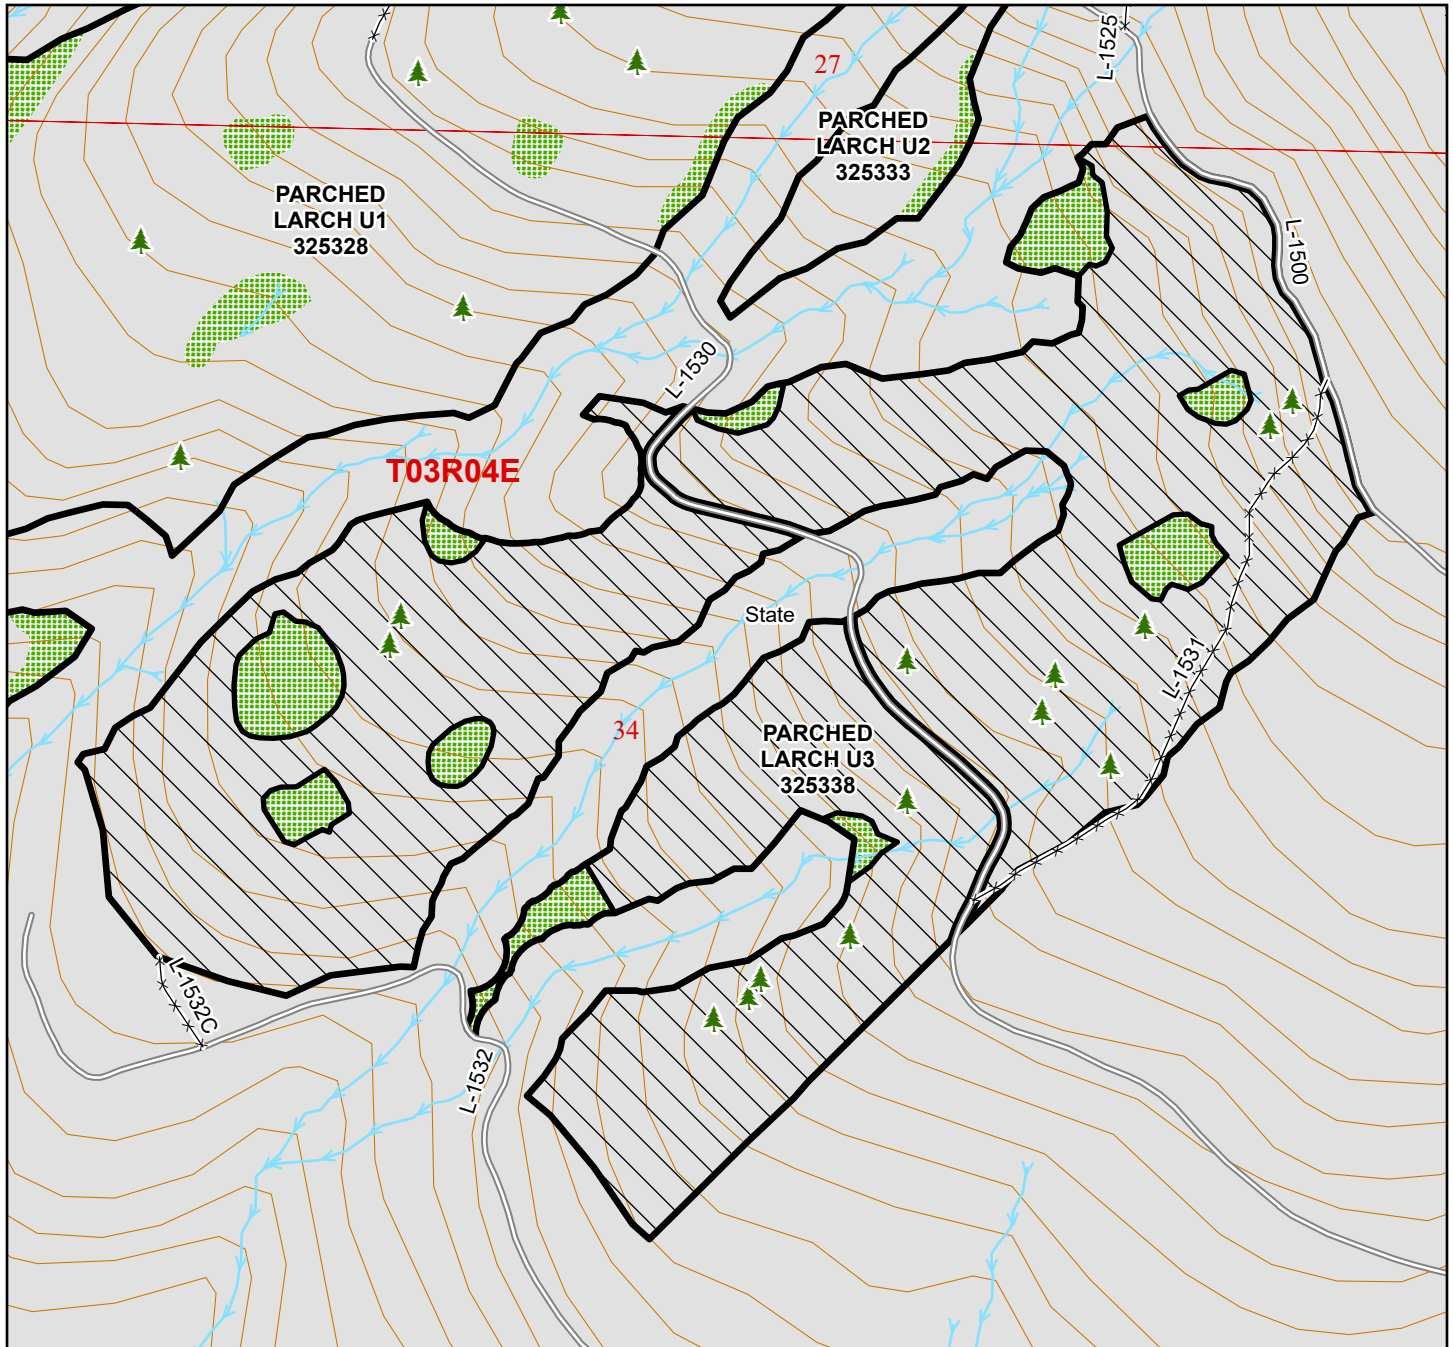 L-1525
27
PARCHED
LARCH U2
325333
PARCHED
LARCH U1
325328
L-1500
L-1530
T03R04E
State
L-1531
34
PARCHED
LARCH U3
325338
L-1532C
L-1532